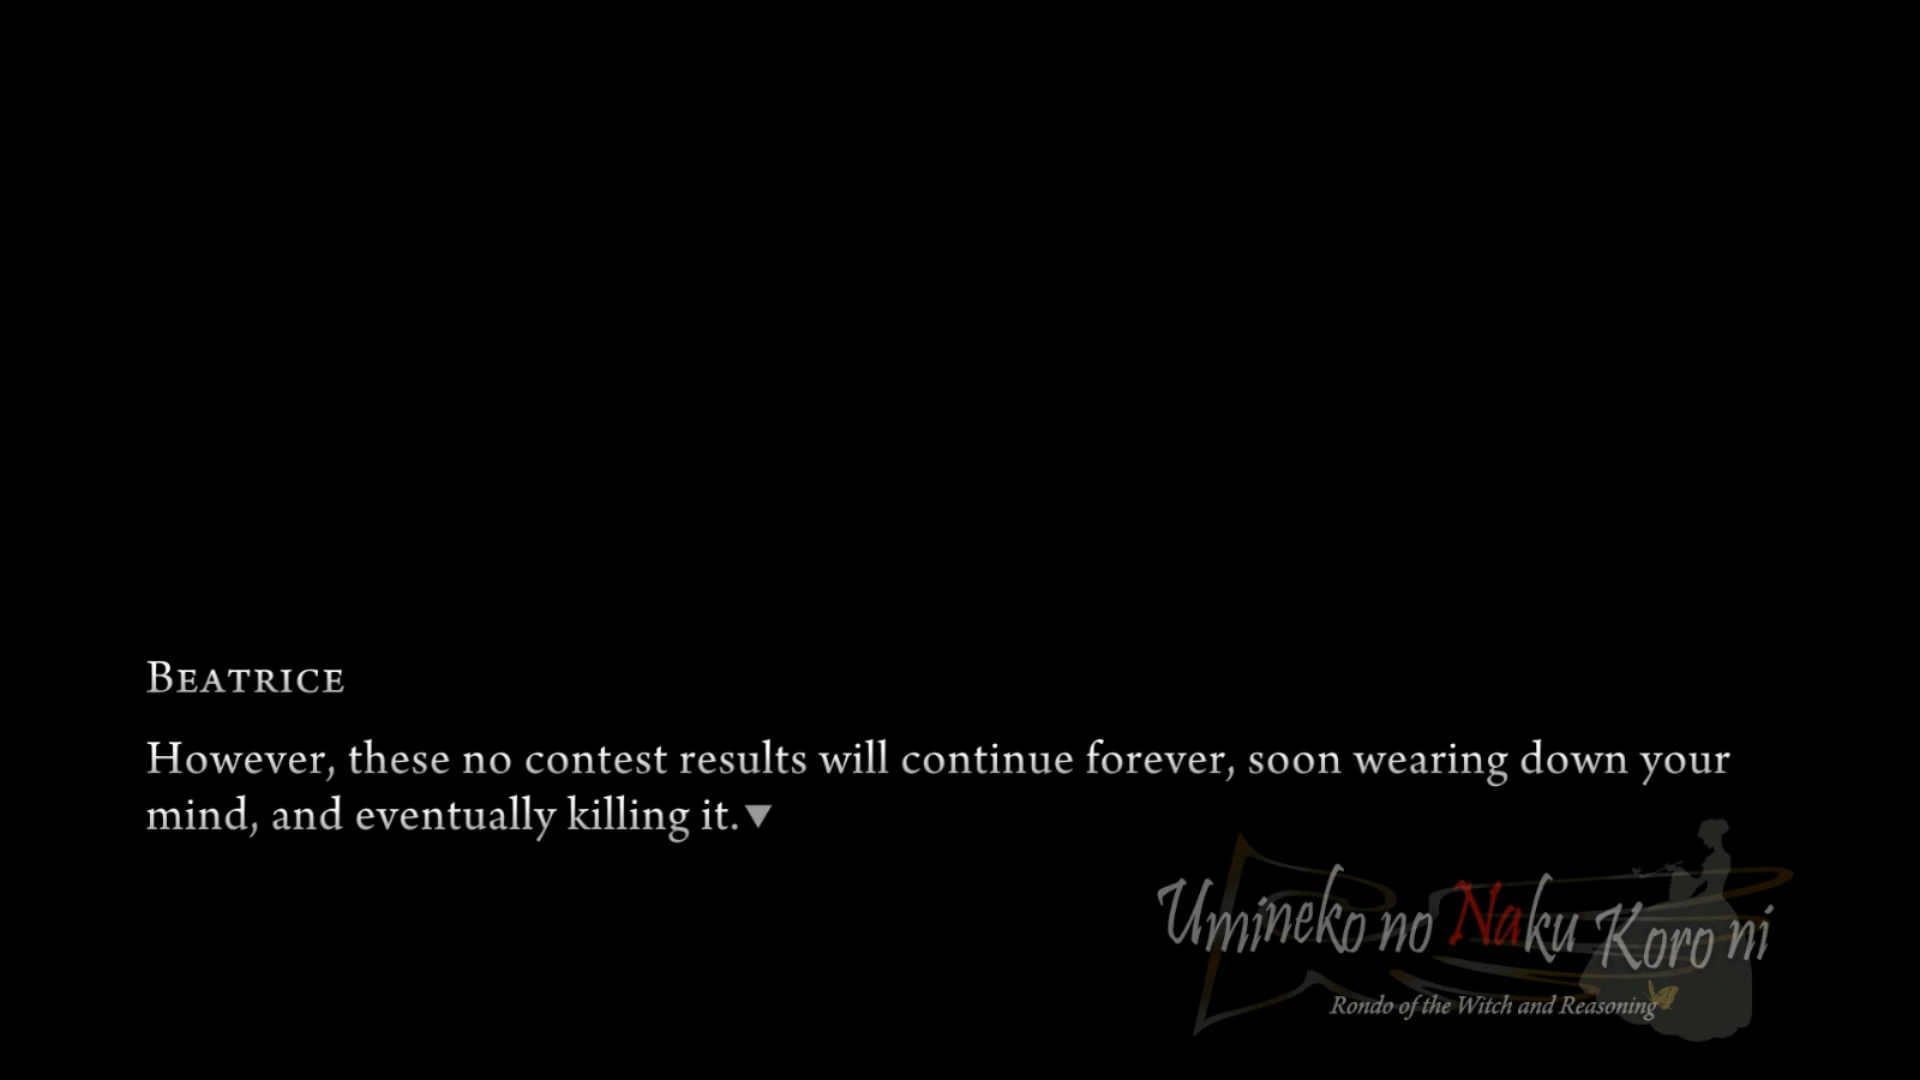 BEATRICE
However, these no contest results will continue forever, soon wearing down your
mind, and eventually killing it.
Umineko no Naku Koro ni
Rondo of the Witch and Reasoning